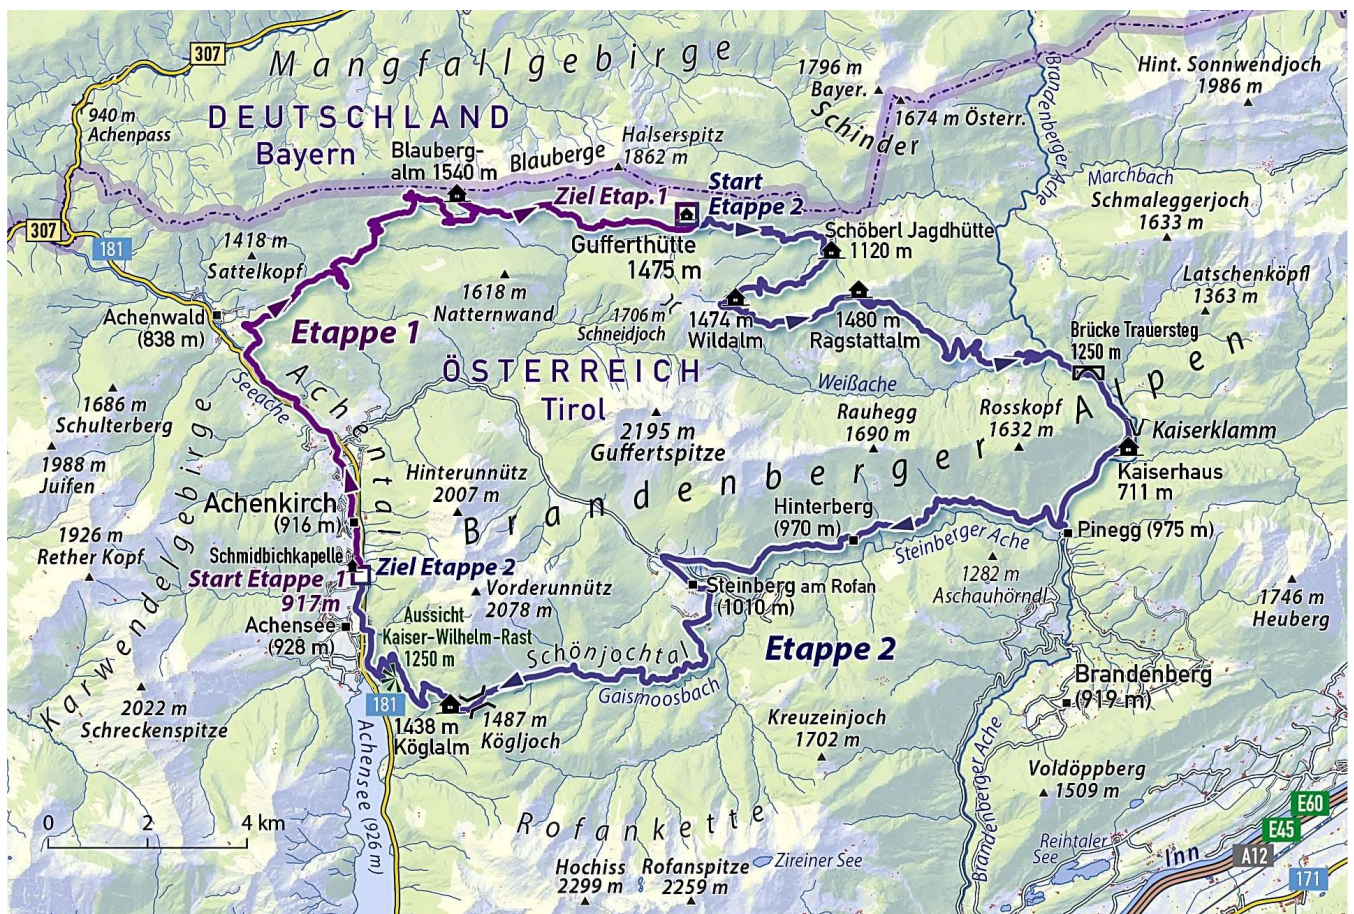 307
Mangfallgebirge
940 m
Achenpass
DEUTSCHLAND
Bayern
Blauberg-
alm 1540 m
Blauberge
Halserspitz
1862 m
1796 m
Bayer.
Schinder
1674 m Österr.
Brandenberger Ache
Hint. Sonnwendjoch
1986 m
Marchbach
Schmaleggerjoch
1633 m
Ziel Etap.1
Start
Etappe 2
307
181
1418 m
Sattelkopf
Gufferthütte
1475 m
Schöberl Jagdhütte
1120 m
Latschenköpfl
1363 m
1618 m
Natternwand
1706 m
Schneidjoch
1474 m
Wildalm
1480 m
Ragstattalm
Achenwald
(838 m)
Etappe 1
Brücke Trauersteg
1250 m
ÖSTERREICH
Tirol
Weißache
Seeache
Achental
1686 m
Schulterberg
1988 m
Juifen
2195 m
Guffertspitze
Rauhegg
1690 m
Rosskopf
1632 m
Brandenberger Alpen
Kaiserklamm
Kaiserhaus
711 m
Hinterunnütz
2007 m
Achenkirch
(916 m)
Hinterberg
(970 m)
Pinegg (975 m)
1926 m
Rether Kopf
Karwendelgebirge
Schmidbichkapelle
Start Etappe 1
917m
Ziel Etappe 2
Vorderunnütz
2078 m
Steinberger Ache
Steinberg am Rofan
(1010 m)
1282 m
Aschauhörndl
1746 m
Heuberg
Achensee
(928 m)
Aussicht
Kaiser-Wilhelm-Rast
1250 m
Schönjochtal
Etappe 2
Gaismoosbach
Brandenberg
(919 m)
2022 m
Schreckenspitze
181
1438 m
Köglalm
1487 m
Kögljoch
Kreuzeinjoch
1702 m
Achensee (926 m)
Brandenberger Ache
Voldöppberg
1509 m
0 2 4 km
Rofankette
Hochiss
2299 m
Rofanspitze
2259 m
Zireiner See
Reihtaler
See
Inn
E60
E45
A12
171